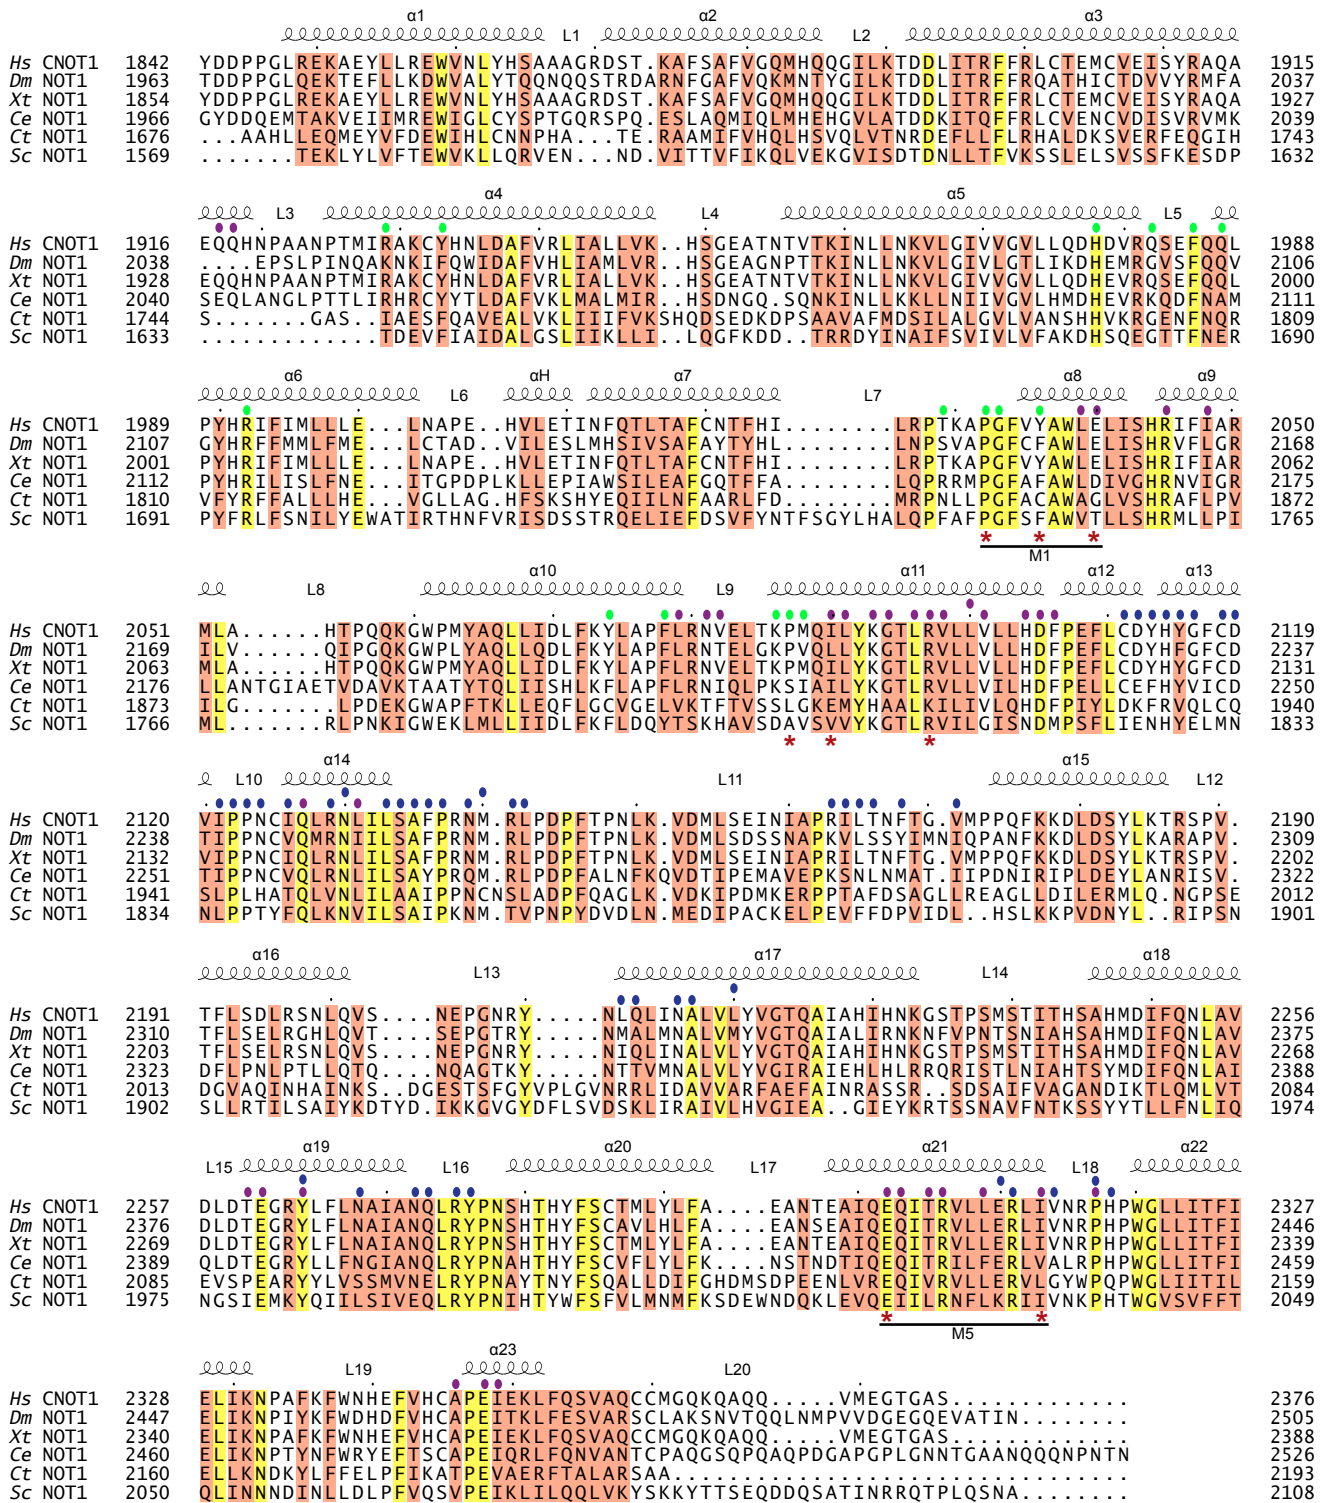 α1 L1 α2 L2 α3
Hs CNOT1 1842 YDDPPGLREKAEYLLREWVNLYHSAAAGRDST.KAFSAFVGQMHQQGILKTDDLITRFFRLCTEMCVEISYRAQA 1915
Dm NOT1 1963 TDDPPGLQEKTEFLLKDWVALYTQQNQQSTRDARNFGAFVQKMNTYGILKTDDLITRFFRQATHICTDVVYRMFA 2037
Xt NOT1 1854 YDDPPGLREKAEFLLREWVNLYHSAAAGRDST.KAFSAFVGQMHQQGILKTDDLITRFFRLCTEMCVEISYRAQA 1927
Ce NOT1 1966 GYDDQEMTAKVEIIMREWIGLCYSPTGQRSPQ.ESLAQMIQLMHEHGVLATDDKITQFFRLCVENCVDISVRVMK 2039
Ct NOT1 1676 ...AAHLLEQMEYVFDEWIHLCNNPHA..TE.RAAMIFVHQLHSVQLVTNRDEFLLFLRHALDKSVERFEQGIH 1743
Sc NOT1 1569 .......TEKLYLVFTEWVKLLQRVEN...ND.VITTVFIKQLVEKGVISDTDNLLTFVKSSLELSVSSFKESDP 1632
L3 α4 L4 α5 L5
Hs CNOT1 1916 EQQHNPAANPTMIRAKCYHNLDAFVRLIALLVK..HSGEATNTVTKINLLNKVLGIVVGVLLQDHDVRQSEFQQL 1988
Dm NOT1 2038 ....EPSLPINQAKNKIFQWIDAFVHLIAMLVR..HSGEAGNPTTKINLLNKVLGIVLGTLIKDHEMRGVSFQQV 2106
Xt NOT1 1928 EQQHNPAANPTMIRAKCYHNLDAFVRLIALLVK..HSGEATNTVTKINLLNKVLGIVVGVLLQDHEVRQSEFQQL 2000
Ce NOT1 2040 SEQLANGLPTTLIRHRCYYTLDAFVKLMALMIR..HSDNGQ.SQNKINLLKKLLNIIVGVLHMDHEVRKQDFNAM 2111
Ct NOT1 1744 S.......GAS..IAESFQAVEALVKLIIIFVKSHQDSEDKDPSAAVAFMDSILALGVLVANSHHVKRGENFNQR 1809
Sc NOT1 1633 .............TDEVFIAIDALGSLIIKLLI..LQGFKDD..TRRDYINAIFSVIVLVFAKDHSQEGTTFNER 1690
α6 L6 αH α7 L7 α8 α9
Hs CNOT1 1989 PYHRIFIMLLLE...LNAPE..HVLETINFQTLTAFCNTFHI........LRPTKAPGFVYAWLELISHRIFIAR 2050
Dm NOT1 2107 GYHRFFMMLFME...LCTAD..VILESLMHSIVSAFAYTYHL........LNPSVAPGFCYAWLELISHRVFLGR 2168
Xt NOT1 2001 PYHRIFIMLLLE...LNAPE..HVLETINFQTLTAFCNTFHI........LRPTKAPGFVYAWLELISHRIFIAR 2062
Ce NOT1 2112 PYHRILISLFNE...ITGPDPLKLLEPIAWSILEAFGQTFA........LQPRRMPGFAFAWLDIVGHRNVIGR 2175
Ct NOT1 1810 VFYRFFALLLHE...VGLLAG.HFSKSHYEQIILNFAARLFD........MRPNLLPGFACAWAGLVGHRAFLPV 1872
Sc NOT1 1691 PYFRLFSNILYEWATIRTHNFVRISDSSTRQELIEFDSVFYNTFSGYLHALQPFAFPGFSFAWVTLLSHRMLLPI 1765
* * *
M1
L8 α10 L9 α11 α12 α13
Hs CNOT1 2051 MLA......HTPQQKGWPMYAQLLIDLFKYLAPFLRNVELTKPMQILYKGTLRVLLVLLHDFPEFLCDYHYGFCD 2119
Dm NOT1 2169 ILV......QIPGQKGWPLYAQLLQDLFKYLAPFLRNTELGKPVQLLYKGTLRVLLVLLHDFPEFLCDYHFGFCD 2237
Xt NOT1 2063 MLA......HTPQQKGWPMYAQLLIDLFKYLAPFLRNVELTKPMQILYKGTLRVLLVLLHDFPEFLCDYHYGFCD 2131
Ce NOT1 2176 LLANTGIAETVDAVKTAATYTQLIISHLKFLAPFLRNIQLPKSIAILYKGTLRVLLVILHDFPELLCEFHYVICD 2250
Ct NOT1 1873 ILG......LPDEKGWAPFTKLLEQFLGCVGELVKTFTVSSLGKEMYHAALKVIVVLQHDFPIYLDKFRVQLCQ 1940
Sc NOT1 1766 ML.......RLPNKIGWEKLMLLIIDLFKFLDQYTSKHAVSDAVSVVYKGTLRVILGISNDMPSFLIENHYELMN 1833
* * *
L10 α14 L11 α15 L12
Hs CNOT1 2120 VIPPNCIQLRNLILSAFPRNM.RLPDPFTPNLK.VDMLSEINIAPRILTNFTG.VMPPQFKKDLDSYLKTRSPV. 2190
Dm NOT1 2238 TIPPNCVQMRNIILSAFPRNM.RLPDPFTPNLK.VDMLSDSSNAPKVLSSYIMNIQPANFKKDLDSYLKARAPV. 2309
Xt NOT1 2132 VIPPNCIQLRNLILSAFPRNM.RLPDPFTPNLK.VDMLSEINIAPRILTNFTG.VMPPQFKKDLDSYLKTRSPV. 2202
Ce NOT1 2251 TIPPNCVQLRNLILSAYPRQM.RLPDPFALNFKQVDTIPEMAVEPKSNLNMAT.IIPDNIRIPLDEYLANRISV. 2322
Ct NOT1 1941 SLPLHATQLRNLILAAIPNCNSLADPFQAGLK.VDKIPDMKERPPTAFDSAGLLREAGLLDILERMLQ.NGPSE 2012
Sc NOT1 1834 NLPPTYFQLKNVILSAIPKNM.TVPNPYDVDLN.MEDIPACKELPEVFFDPVIDL..HSLKKPVDNYL..RIPSN 1901
α16 L13 α17 L14 α18
Hs CNOT1 2191 TFLSDLRSNLQVS....NEPGNRY.....NLQLINALVLYVGTQAIAHIHNKGSTPSMSTITHSAHMDIFQNLAV 2256
Dm NOT1 2310 TFLSELRGHLQVT....SEPGTRY.....NMALMNALVMYVGTQAIALIRNKNFVPNTSNIAHSAHMDIFQNLAV 2375
Xt NOT1 2203 TFLSELRSNLQVS....NEPGNRY.....NIQLINALVLYVGTQAIAHIHNKGSTPSMSTITHSAHMDIFQNLAV 2268
Ce NOT1 2323 DFLPNLPTLLQTQ....NQAGTKY.....NTTVMNALVLYVGIRAIEHLHLRRQRISTLNIAHTSYMDIFQNLAI 2388
Ct NOT1 2013 DGVAQINHAINKS..DGESTSFGYVPLGVNRRLIDAVVARFAEFAINRASSR..SDSAIFVAGANDIKTLQMLVT 2084
Sc NOT1 1902 SLLRTILSAIYKDTYD.IKKGVGYDFLSVDSKLIRAIVLHVGIEA..GIEYKRTSSNAVFNTKSSYYTLLFNLIQ 1974
L15 α19 L16 α20 L17 α21 L18 α22
Hs CNOT1 2257 DLDTEGRYLFLNAIANQLRYPNSHTHYFSCTMLYLFA....EANTEAIQEQITRVLLERLIVNRPHPWGLLITFI 2327
Dm NOT1 2376 DLDTEGRYLFLNAIANQLRYPNSHTHYFSCAVLHLFA....EANSEAIQEQITRVLLERLIVNRPHPWGLLITFI 2446
Xt NOT1 2269 DLDTEGRYLFLNAIANQLRYPNSHTHYFSCTMLYLFA....EANTEAIQEQITRVLLERLIVNRPHPWGLLITFI 2339
Ce NOT1 2389 QLDTEGRYLFLNGIANQLRYPNAHTHYFSCVFLYLFK....NSTNDTIQEQITRILFERLVALRPHPWGLLITFI 2459
Ct NOT1 2085 EVSPEARYYLVSSMVNELRYPNAYTNYFSQALLDIFGHDMSDPEENLVREQIVRVILERLVGYWPQPWGLIITIL 2159
Sc NOT1 1975 NGSIEMKYQIILSIVEQLRYPNIHTYWFSFVLMNMFKSDEWNDQKLEVQEIILRNFLKRIIVNKPHTWGVSVFFT 2049
* *
M5
L19 α23 L20
Hs CNOT1 2328 ELIKNPAFKFWNHEFVHCAPEIEKLFQSVAQCCMGQKQAQQ.....VMEGTGAS............. 2376
Dm NOT1 2447 ELIKNPIYKFWDHDFVHCAPEITKLFESVARSCLAKSNVTQQLNMPVVDGEGQEVATIN........ 2505
Xt NOT1 2340 ELIKNPAFKFWNHEFVHCAPEIEKLFQSVAQCCMGQKQAQQ.....VMEGTGAS............. 2388
Ce NOT1 2460 ELIKNPTYNFWRYEFTSCAPEIQRLFQNVANTCPAQGSQPQAQPDGAPGPLGNNTGAANQQQNPNTN 2526
Ct NOT1 2160 ELLKNDKYLFFELPFIKATPEVAERFTALARSAA................................. 2193
Sc NOT1 2050 QLINNNDINLLDLPFVQSVPEIKLILQQLVKYSKKYTTSEQDDQSATINRRQTPLQSNA........ 2108